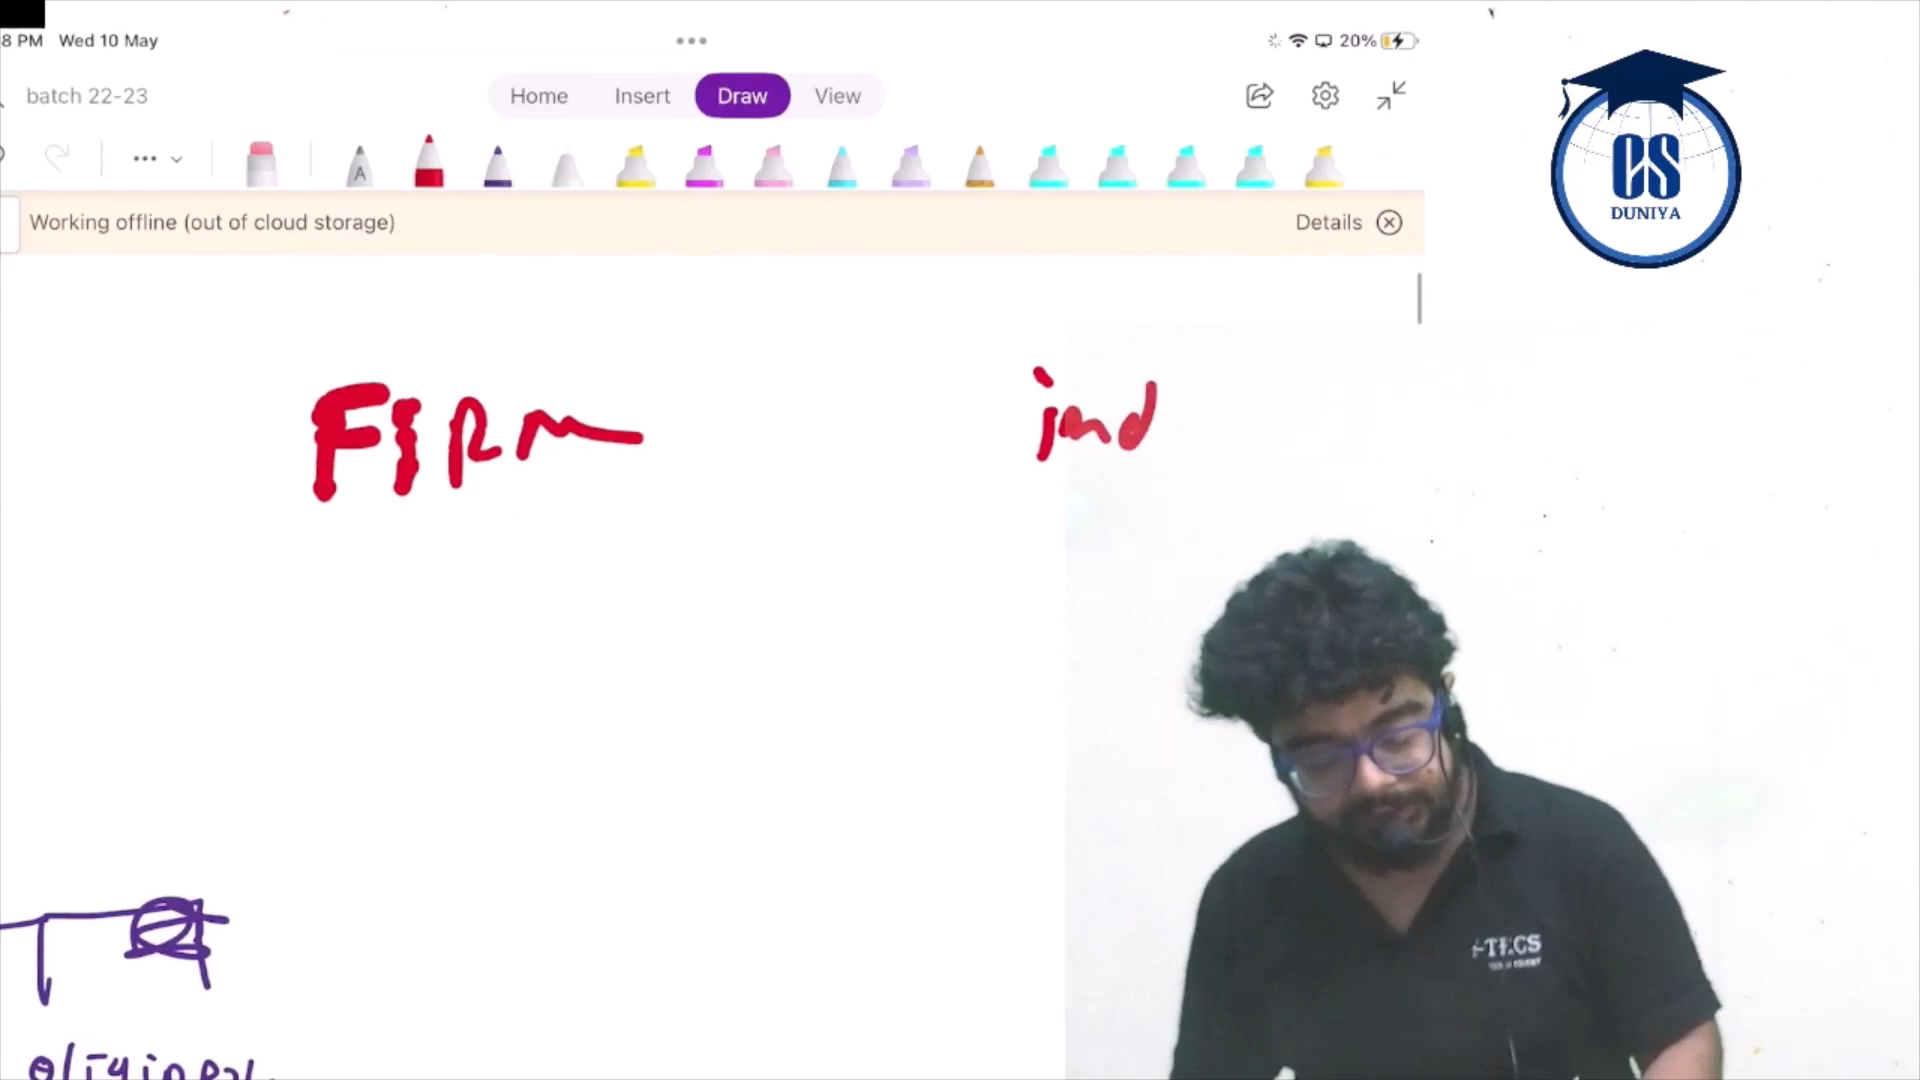 8 PM Wed 10 May
20%
batch 22-23
Home Insert Draw View
A
Working offline (out of cloud storage)
Details
CS
DUNIYA
FIRM
ind